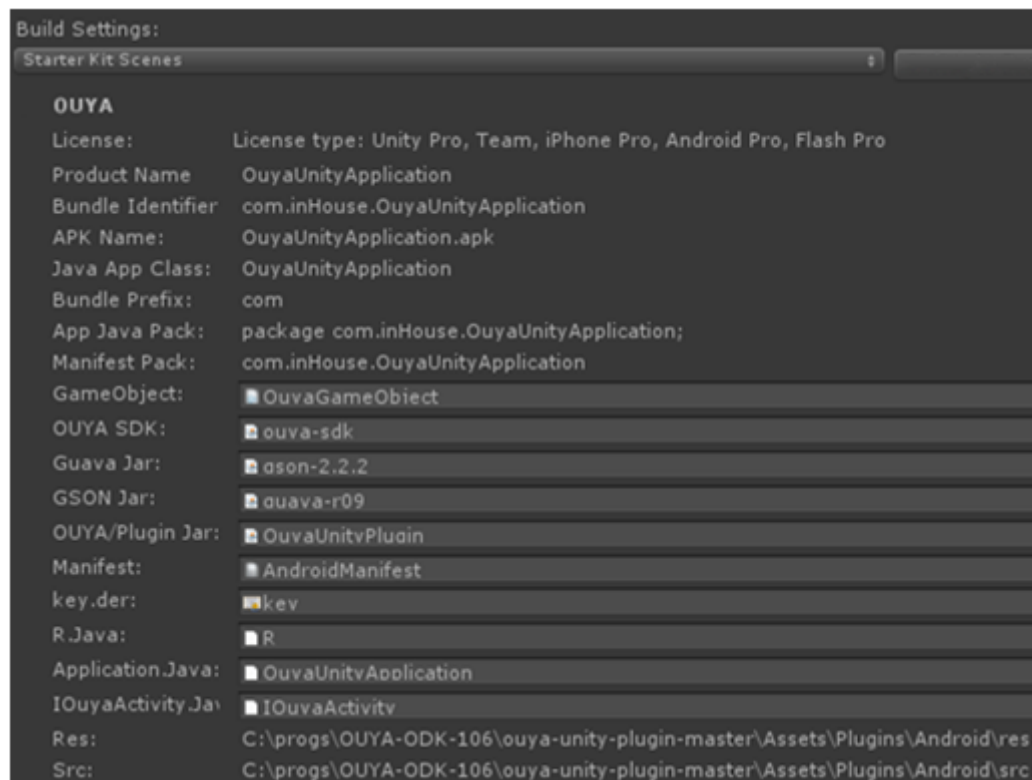 Build Settings:
Starter Kit Scenes
OUYA
License: License type: Unity Pro, Team, iPhone Pro, Android Pro, Flash Pro
Product Name OuyaUnityApplication
Bundle Identifier com.inHouse.OuyaUnityApplication
APK Name: OuyaUnityApplication.apk
Java App Class: OuyaUnityApplication
Bundle Prefix: com
App Java Pack: package com.inHouse.OuyaUnityApplication;
Manifest Pack: com.inHouse.OuyaUnityApplication
GameObject: OuyaGameObject
OUYA SDK: ouya-sdk
Guava Jar: gson-2.2.2
GSON Jar: guava-r09
OUYA/Plugin Jar: OuyaUnityPlugin
Manifest: AndroidManifest
key.der: key
R.Java: R
Application.Java: OuyaUnityApplication
IOuyaActivity.Jav IOuyaActivity
Res: C:\progs\OUYA-ODK-106\ouya-unity-plugin-master\Assets\Plugins\Android\res
Src: C:\progs\OUYA-ODK-106\ouya-unity-plugin-master\Assets\Plugins\Android\src